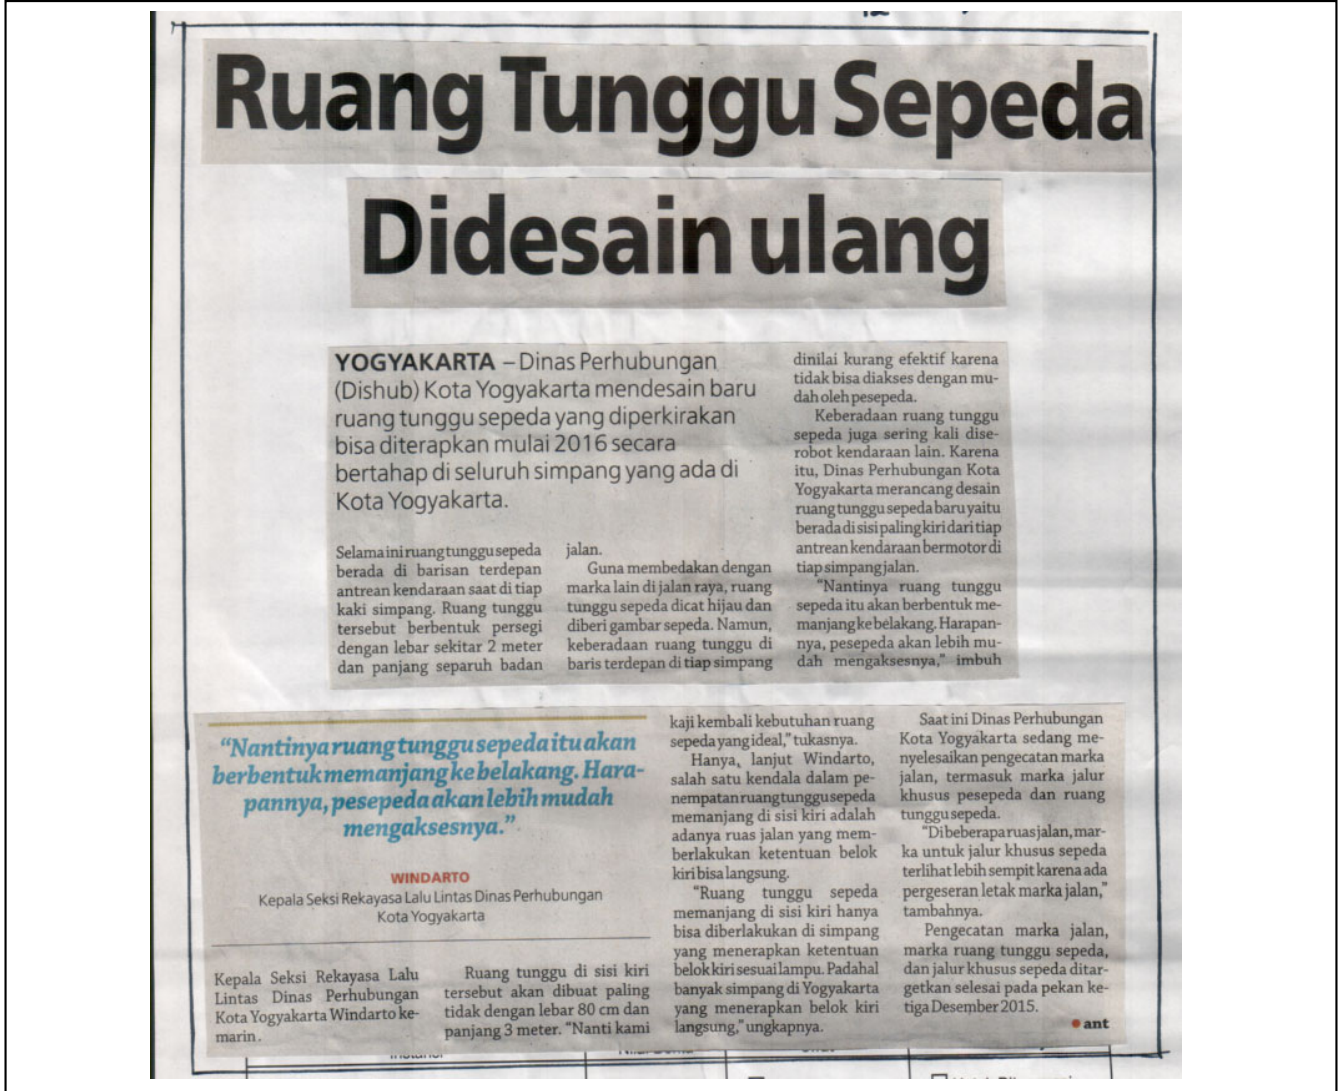 Ruang Tunggu Sepeda
Didesain ulang
YOGYAKARTA – Dinas Perhubungan
(Dishub) Kota Yogyakarta mendesain baru
ruang tunggu sepeda yang diperkirakan
bisa diterapkan mulai 2016 secara
bertahap di seluruh simpang yang ada di
Kota Yogyakarta.
Selama ini ruang tunggu sepeda
berada di barisan terdepan
antrean kendaraan saat di tiap
kaki simpang. Ruang tunggu
tersebut berbentuk persegi
dengan lebar sekitar 2 meter
dan panjang separuh badan
jalan.
Guna membedakan dengan
marka lain di jalan raya, ruang
tunggu sepeda dicat hijau dan
diberi gambar sepeda. Namun,
keberadaan ruang tunggu di
baris terdepan di tiap simpang
dinilai kurang efektif karena
tidak bisa diakses dengan mu-
dah oleh pesepeda.
Keberadaan ruang tunggu
sepeda juga sering kali dise-
robot kendaraan lain. Karena
itu, Dinas Perhubungan Kota
Yogyakarta merancang desain
ruang tunggu sepeda baru yaitu
berada di sisi paling kiri dari tiap
antrean kendaraan bermotor di
tiap simpang jalan.
“Nantinya ruang tunggu
sepeda itu akan berbentuk me-
manjang ke belakang. Harapan-
nya, pesepeda akan lebih mu-
dah mengaksesnya,” imbuh
“Nantinya ruang tunggu sepeda itu akan
berbentuk memanjang ke belakang. Hara-
pannya, pesepeda akan lebih mudah
mengaksesnya.”
WINDARTO
Kepala Seksi Rekayasa Lalu Lintas Dinas Perhubungan
Kota Yogyakarta
Kepala Seksi Rekayasa Lalu
Lintas Dinas Perhubungan
Kota Yogyakarta Windarto ke-
marin.
Ruang tunggu di sisi kiri
tersebut akan dibuat paling
tidak dengan lebar 80 cm dan
panjang 3 meter. “Nanti kami
kaji kembali kebutuhan ruang
sepeda yang ideal,” tukasnya.
Hanya, lanjut Windarto,
salah satu kendala dalam pe-
nempatan ruang tunggu sepeda
memanjang di sisi kiri adalah
adanya ruas jalan yang mem-
berlakukan ketentuan belok
kiri bisa langsung.
“Ruang tunggu sepeda
memanjang di sisi kiri hanya
bisa diberlakukan di simpang
yang menerapkan ketentuan
belok kiri sesuai lampu. Padahal
banyak simpang di Yogyakarta
yang menerapkan belok kiri
langsung,” ungkapnya.
Saat ini Dinas Perhubungan
Kota Yogyakarta sedang me-
nyelesaikan pengecatan marka
jalan, termasuk marka jalur
khusus pesepeda dan ruang
tunggu sepeda.
“Di beberapa ruas jalan, mar-
ka untuk jalur khusus sepeda
terlihat lebih sempit karena ada
pergeseran letak marka jalan,”
tambahnya.
Pengecatan marka jalan,
marka ruang tunggu sepeda,
dan jalur khusus sepeda ditar-
getkan selesai pada pekan ke-
tiga Desember 2015.
● ant